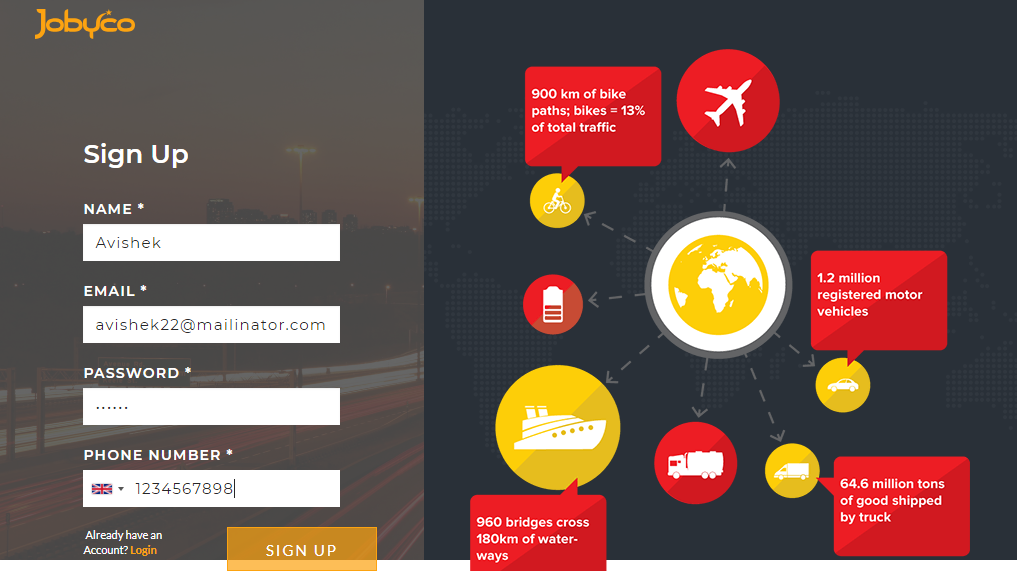 Jobyco
Sign Up
NAME *
Avishek
EMAIL *
avishek22@mailinator.com
PASSWORD *
......
PHONE NUMBER *
1234567898
Already have an
Account? Login
SIGN UP
900 km of bike
paths; bikes = 13%
of total traffic
1.2 million
registered motor
vehicles
64.6 million tons
of good shipped
by truck
960 bridges cross
180km of water-
ways